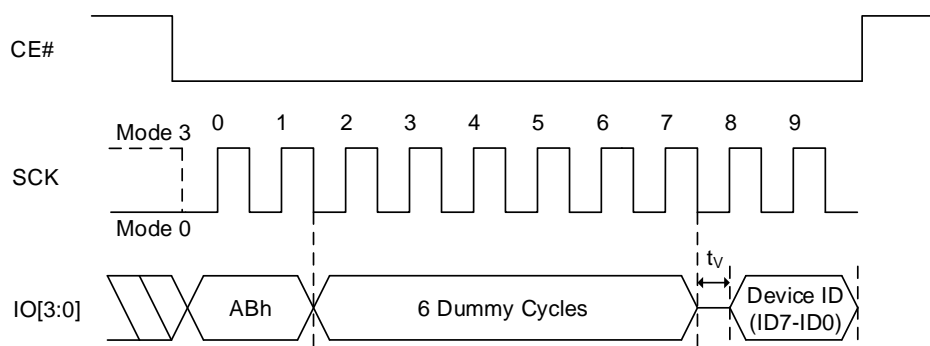 CE#
0 1 2 3 4 5 6 7 8 9
Mode 3
SCK
Mode 0
tV
IO[3:0]
ABh
6 Dummy Cycles
Device ID
(ID7-ID0)